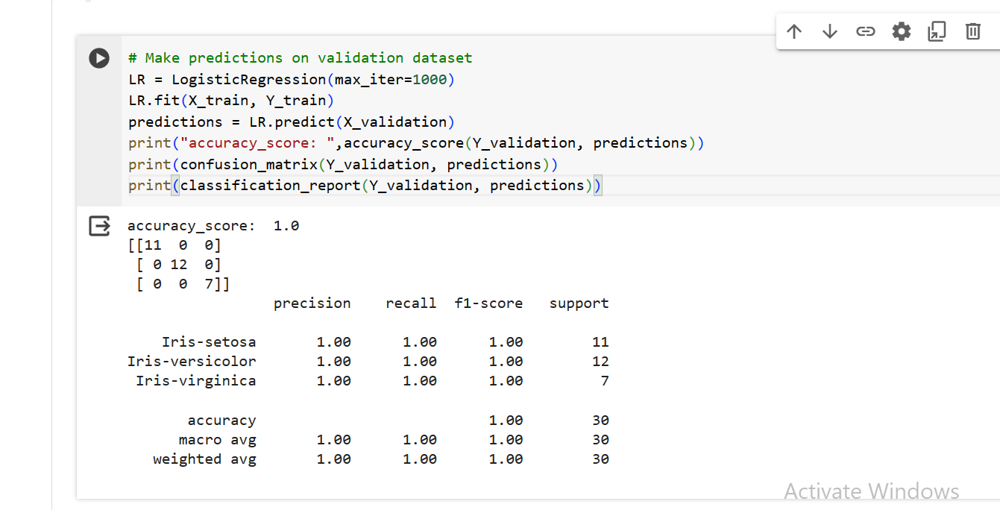 # Make predictions on validation dataset
LR = LogisticRegression(max_iter=1000)
LR.fit(X_train, Y_train)
predictions = LR.predict(X_validation)
print("accuracy_score: ",accuracy_score(Y_validation, predictions))
print(confusion_matrix(Y_validation, predictions))
print(classification_report(Y_validation, predictions))
accuracy_score:  1.0
[[11  0  0]
 [ 0 12  0]
 [ 0  0  7]]
                 precision    recall  f1-score   support
    Iris-setosa       1.00      1.00      1.00        11
Iris-versicolor       1.00      1.00      1.00        12
 Iris-virginica       1.00      1.00      1.00         7
       accuracy                           1.00        30
      macro avg       1.00      1.00      1.00        30
   weighted avg       1.00      1.00      1.00        30
Activate Windows